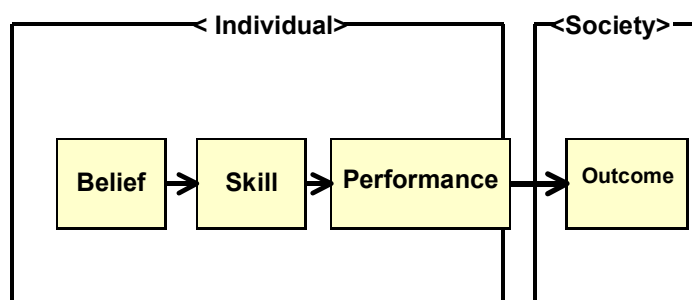 < Individual>
<Society>
Belief
Skill
Performance
Outcome